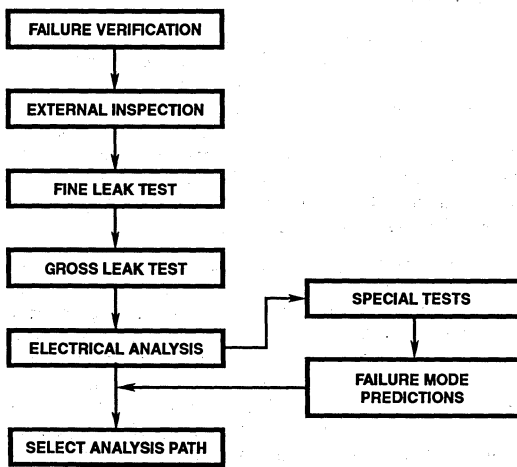 FAILURE VERIFICATION
EXTERNAL INSPECTION
FINE LEAK TEST
GROSS LEAK TEST
SPECIAL TESTS
ELECTRICAL ANALYSIS
FAILURE MODE
PREDICTIONS
SELECT ANALYSIS PATH